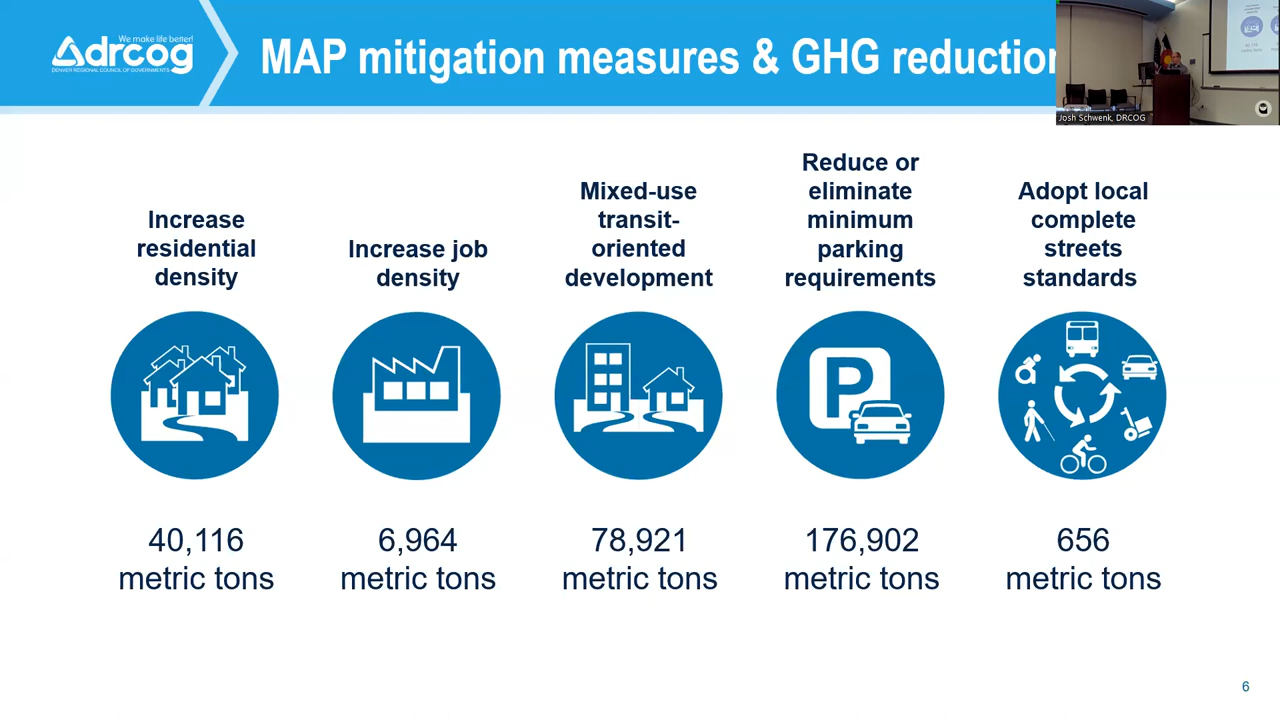 We make life better!
drcog
DENVER REGIONAL COUNCIL OF GOVERNMENTS
MAP mitigation measures & GHG reduction
Josh Schwenk, DRCOG
Increase
residential
density
Increase job
density
Mixed-use
transit-
oriented
development
Reduce or
eliminate
minimum
parking
requirements
Adopt local
complete
streets
standards
P
40,116
metric tons
6,964
metric tons
78,921
metric tons
176,902
metric tons
656
metric tons
6